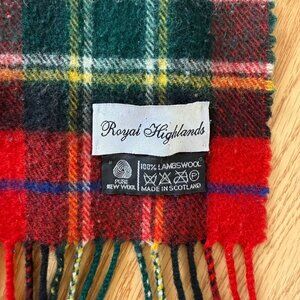 Royal Highlands
100% LAMBSWOOL
PURE
NEW WOOL
MADE IN SCOTLAND